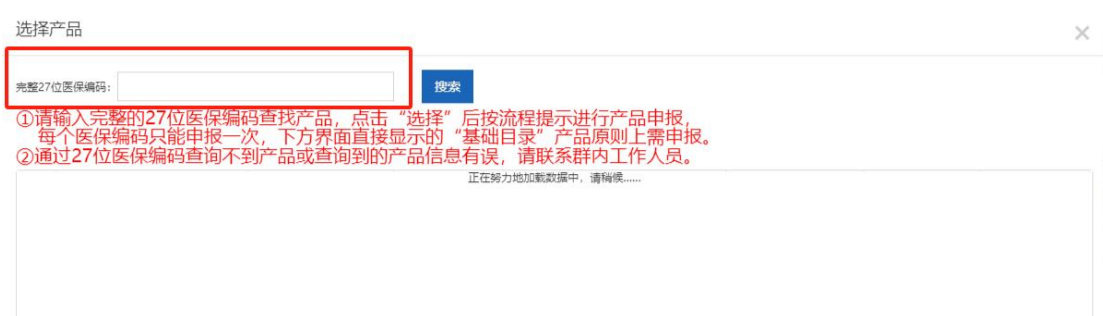 选择产品
×
完整27位医保编码：
搜索
①请输入完整的27位医保编码查找产品，点击“选择”后按流程提示进行产品申报，
每个医保编码只能申报一次，下方界面直接显示的“基础目录”产品原则上需申报。
②通过27位医保编码查询不到产品或查询到的产品信息有误，请联系群内工作人员。
正在努力地加载数据中，请稍候……